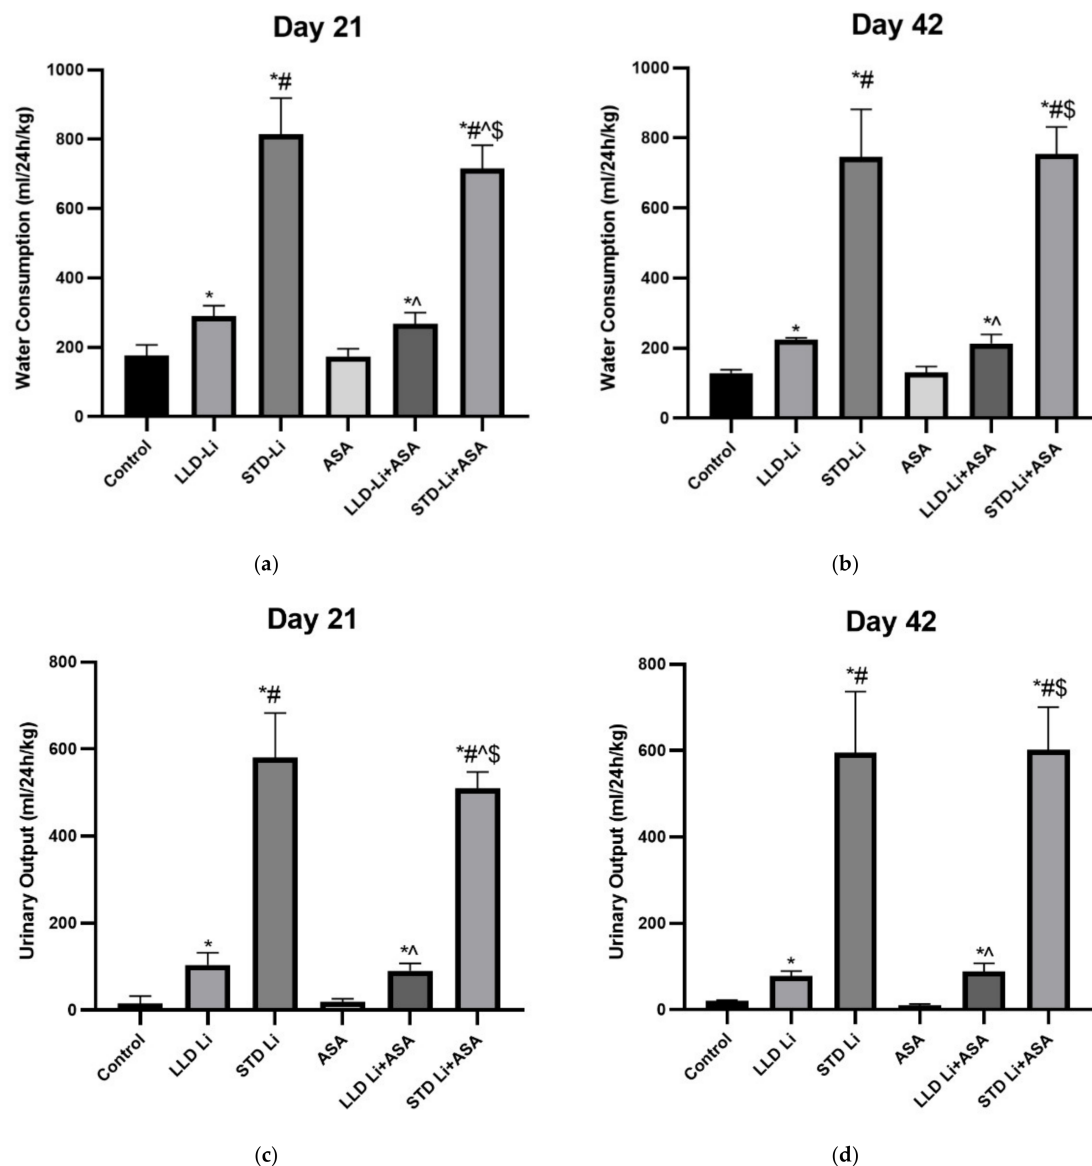 Day 21
Water Consumption (ml/24h/kg)
1000
800
600
400
200
0
*
*#
*^
*#^$
Control
LLD-Li
STD-Li
ASA
LLD-Li+ASA
STD-Li+ASA
(a)
Day 42
Water Consumption (ml/24h/kg)
1000
800
600
400
200
0
*
*#
*^
*#$
Control
LLD-Li
STD-Li
ASA
LLD-Li+ASA
STD-Li+ASA
(b)
Day 21
Urinary Output (ml/24h/kg)
800
600
400
200
0
*
*#
*^
*#^$
Control
LLD Li
STD Li
ASA
LLD Li+ASA
STD Li+ASA
(c)
Day 42
Urinary Output (ml/24h/kg)
800
600
400
200
0
*
*#
*^
*#$
Control
LLD Li
STD Li
ASA
LLD Li+ASA
STD Li+ASA
(d)